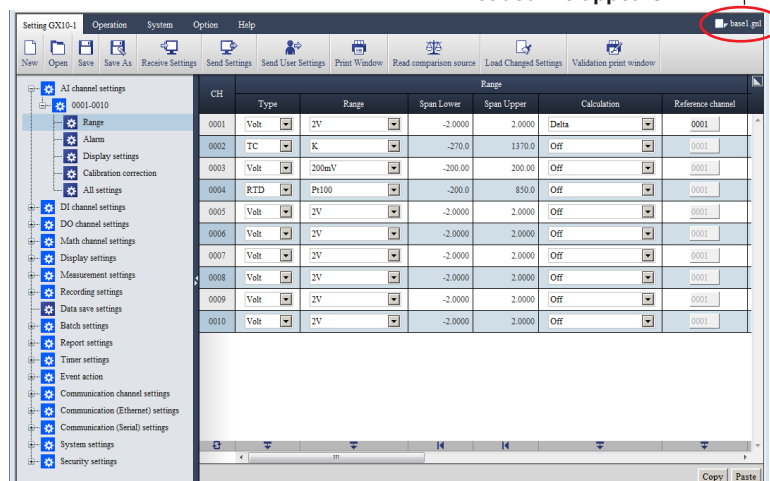 Setting GX10-1 Operation System Option Help base1.gnl
New Open Save Save As Receive Settings Send Settings Send User Settings Print Window Read comparison source Load Changed Settings Validation print window
AI channel settings
0001-0010
Range
Alarm
Display settings
Calibration correction
All settings
DI channel settings
DO channel settings
Math channel settings
Display settings
Measurement settings
Recording settings
Data save settings
Batch settings
Report settings
Timer settings
Event action
Communication channel settings
Communication (Ethernet) settings
Communication (Serial) settings
System settings
Security settings
CH Range
Type Range Span Lower Span Upper Calculation Reference channel
0001 Volt 2V -2.0000 2.0000 Delta 0001
0002 TC K -270.0 1370.0 Off 0001
0003 Volt 200mV -200.00 200.00 Off 0001
0004 RTD Pt100 -200.0 850.0 Off 0001
0005 Volt 2V -2.0000 2.0000 Off 0001
0006 Volt 2V -2.0000 2.0000 Off 0001
0007 Volt 2V -2.0000 2.0000 Off 0001
0008 Volt 2V -2.0000 2.0000 Off 0001
0009 Volt 2V -2.0000 2.0000 Off 0001
0010 Volt 2V -2.0000 2.0000 Off 0001
Copy Paste